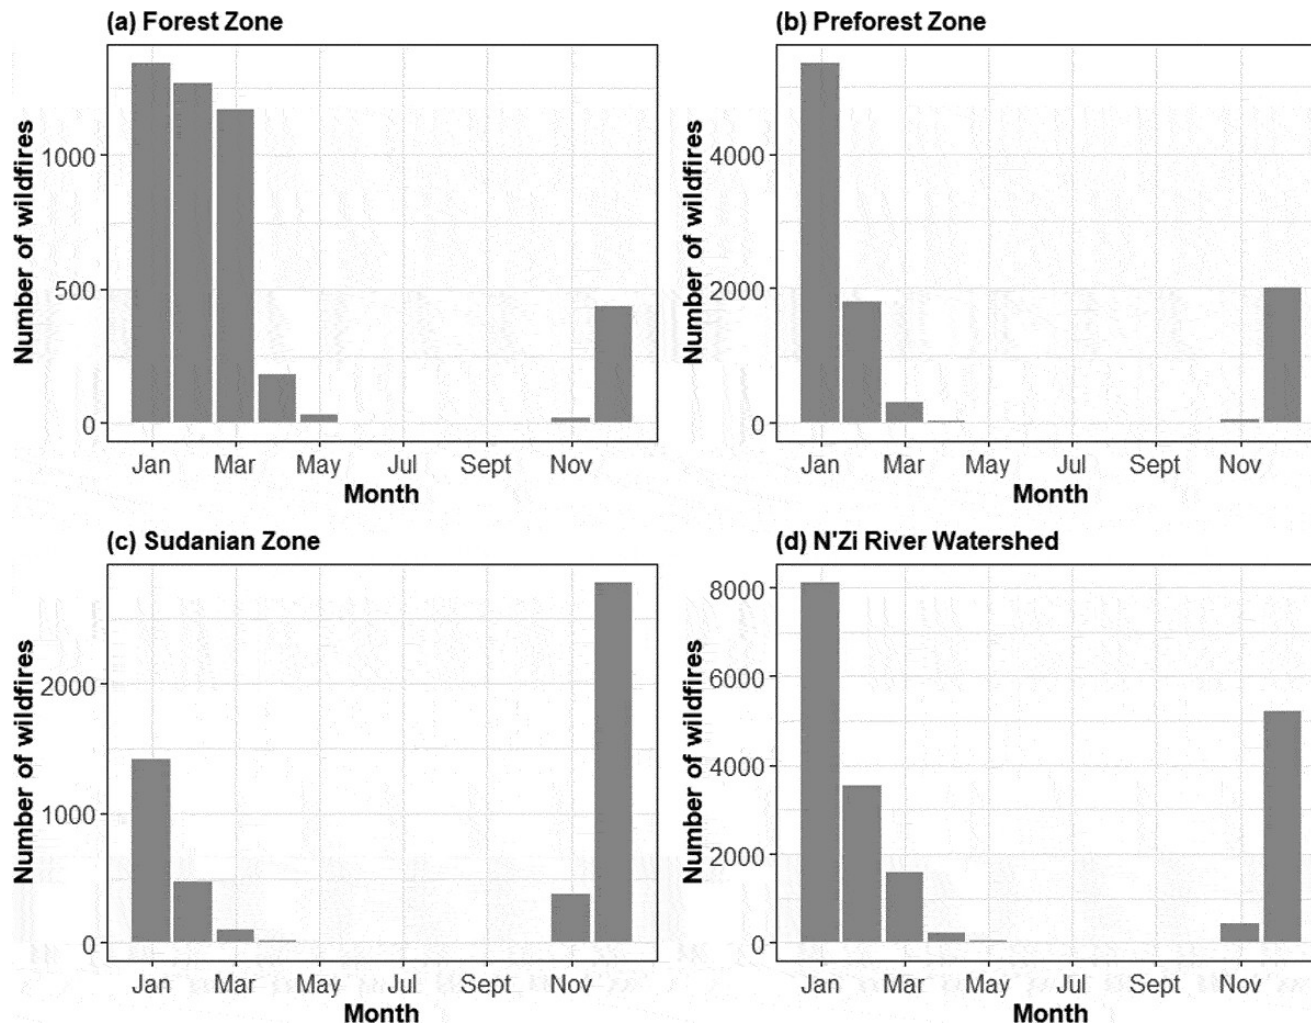 (a) Forest Zone
Number of wildfires
1000
500
0
Jan Mar May Jul Sept Nov
Month
(b) Preforest Zone
Number of wildfires
4000
2000
0
Jan Mar May Jul Sept Nov
Month
(c) Sudanian Zone
Number of wildfires
2000
1000
0
Jan Mar May Jul Sept Nov
Month
(d) N'Zi River Watershed
Number of wildfires
8000
6000
4000
2000
0
Jan Mar May Jul Sept Nov
Month